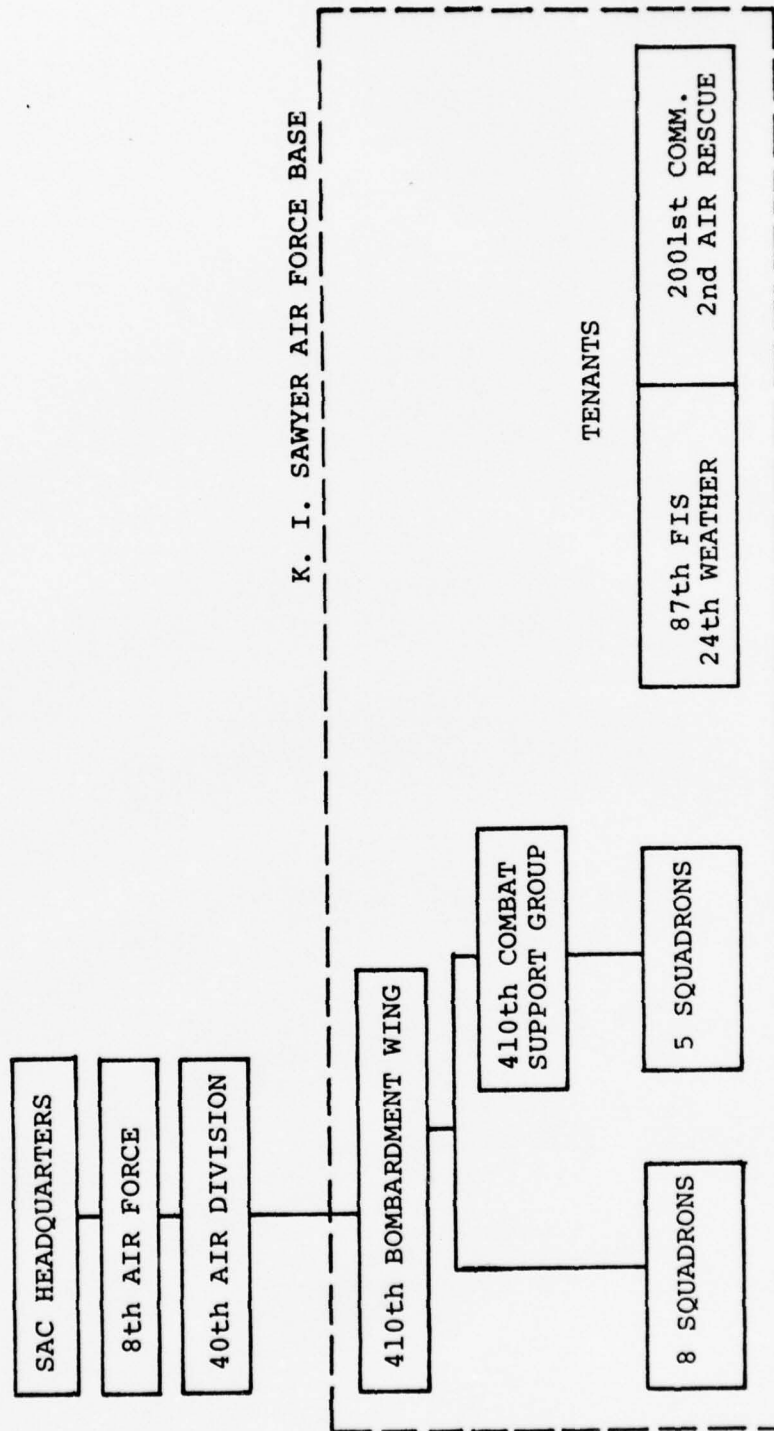 SAC HEADQUARTERS
8th AIR FORCE
40th AIR DIVISION
K. I. SAWYER AIR FORCE BASE
410th BOMBARDMENT WING
410th COMBAT
SUPPORT GROUP
8 SQUADRONS
5 SQUADRONS
TENANTS
87th FIS
24th WEATHER
2001st COMM.
2nd AIR RESCUE